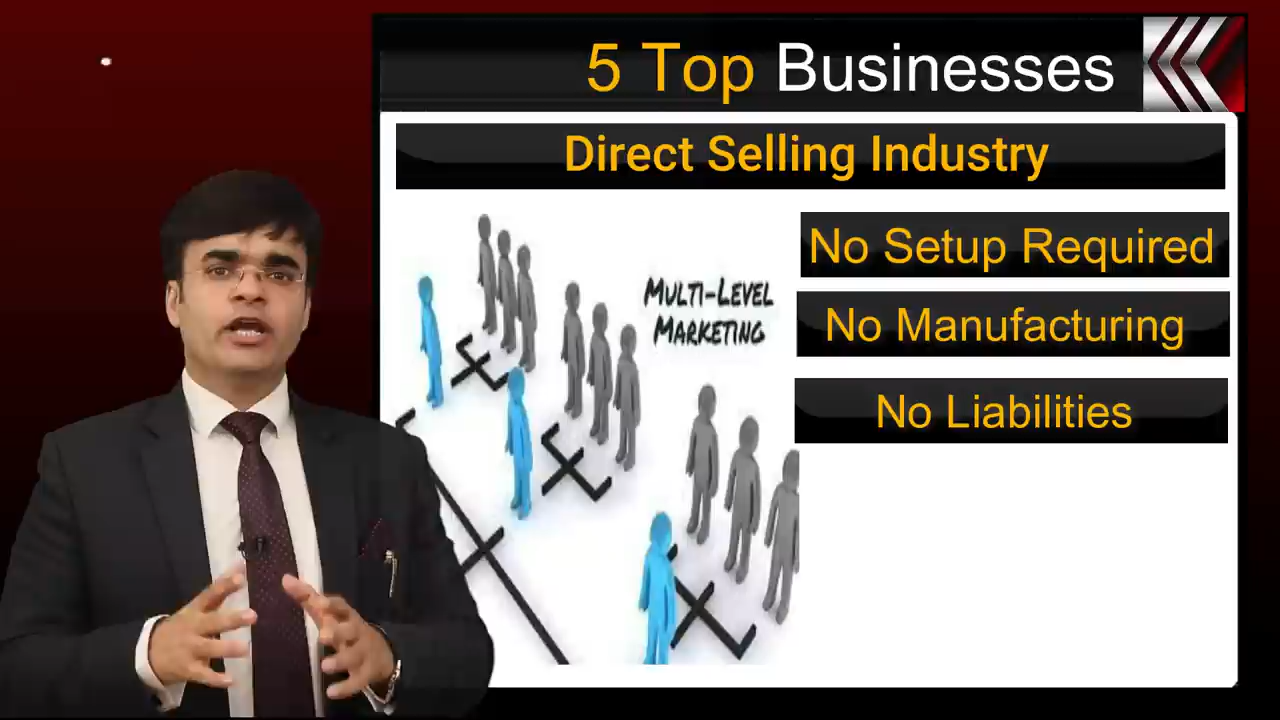 5 Top Businesses
Direct Selling Industry
MULTI-LEVEL
MARKETING
No Setup Required
No Manufacturing
No Liabilities